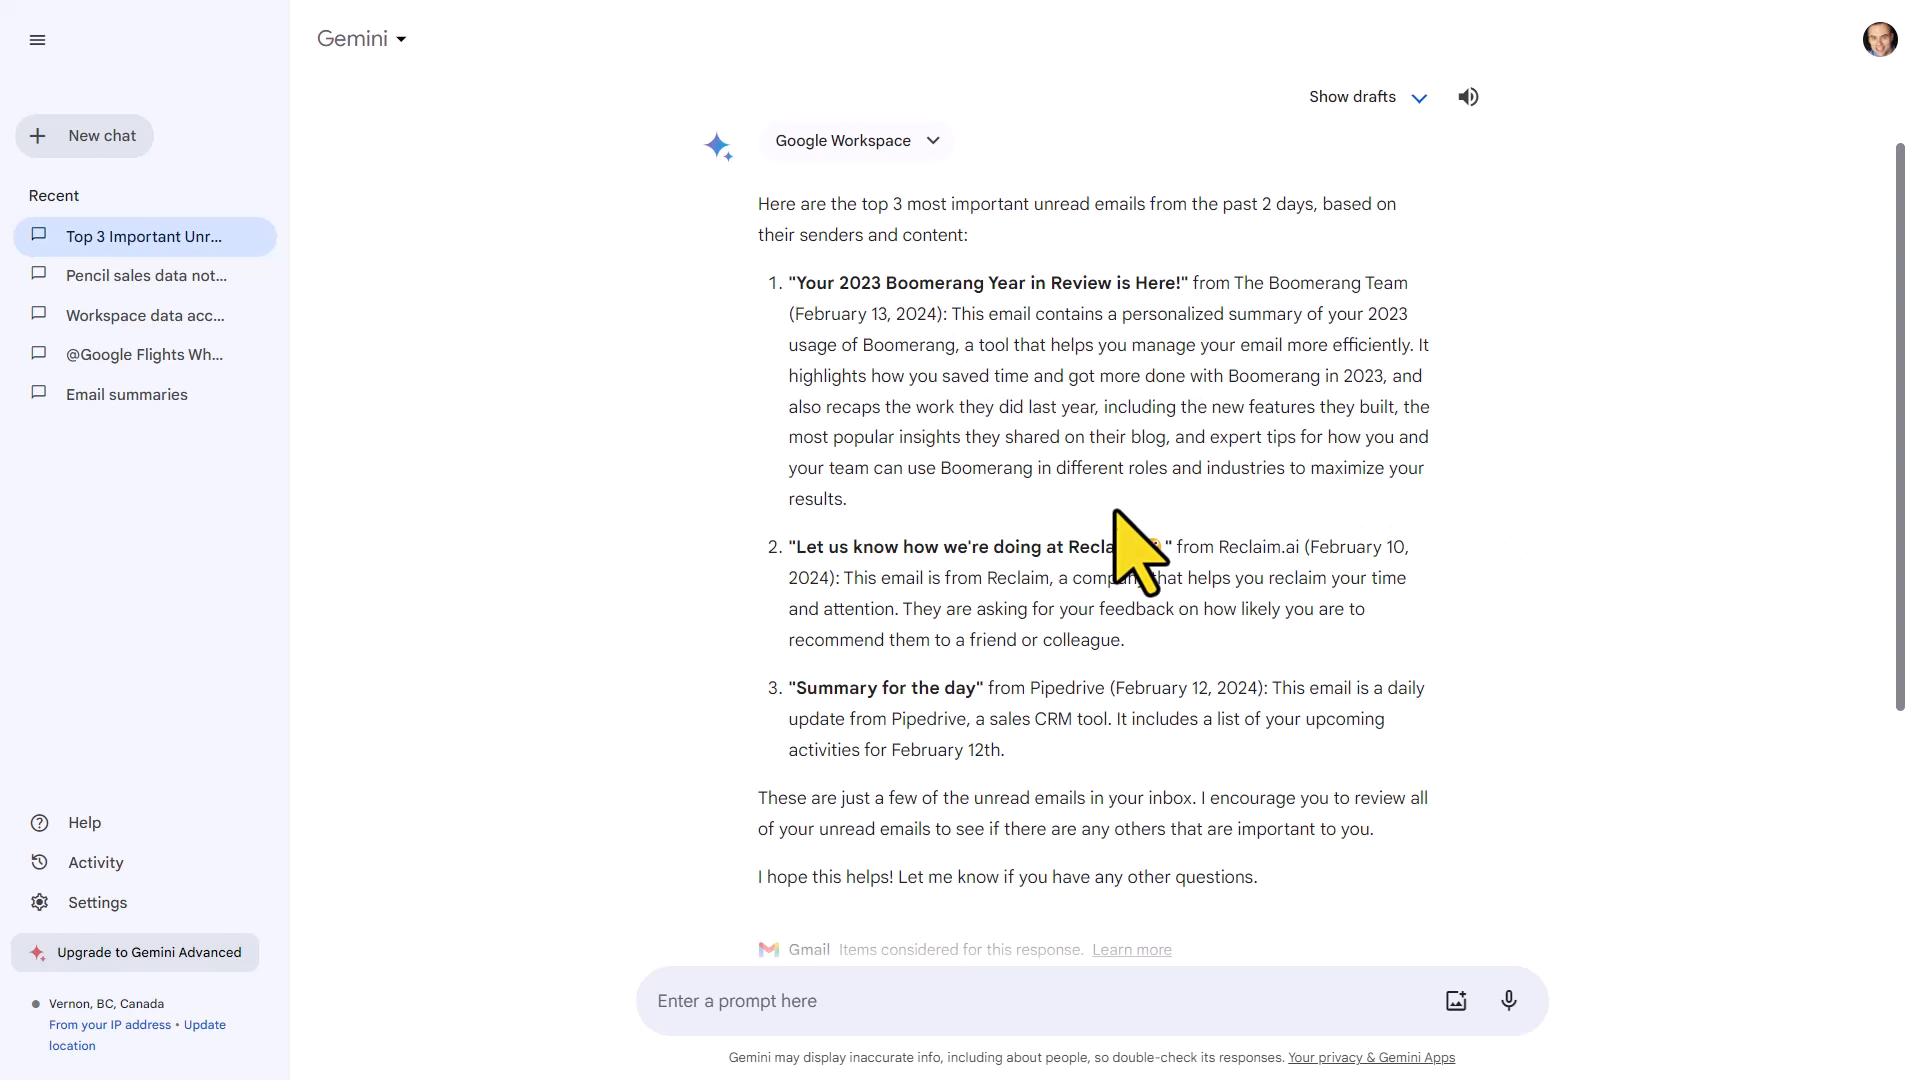 Gemini
Show drafts
New chat
Google Workspace
Recent
Here are the top 3 most important unread emails from the past 2 days, based on
their senders and content:
Top 3 Important Unr...
Pencil sales data not...
Workspace data acc...
@Google Flights Wh...
Email summaries
1. "Your 2023 Boomerang Year in Review is Here!" from The Boomerang Team
(February 13, 2024): This email contains a personalized summary of your 2023
usage of Boomerang, a tool that helps you manage your email more efficiently. It
highlights how you saved time and got more done with Boomerang in 2023, and
also recaps the work they did last year, including the new features they built, the
most popular insights they shared on their blog, and expert tips for how you and
your team can use Boomerang in different roles and industries to maximize your
results.
2. "Let us know how we're doing at " from Reclaim.ai (February 10,
2024): This email is from Reclaim, a company that helps you reclaim your time
and attention. They are asking for your feedback on how likely you are to
recommend them to a friend or colleague.
3. "Summary for the day" from Pipedrive (February 12, 2024): This email is a daily
update from Pipedrive, a sales CRM tool. It includes a list of your upcoming
activities for February 12th.
These are just a few of the unread emails in your inbox. I encourage you to review all
of your unread emails to see if there are any others that are important to you.
I hope this helps! Let me know if you have any other questions.
Gmail Items considered for this response. Learn more
Help
Activity
Settings
Upgrade to Gemini Advanced
Vernon, BC, Canada
From your IP address • Update
location
Enter a prompt here
Gemini may display inaccurate info, including about people, so double-check its responses. Your privacy & Gemini Apps